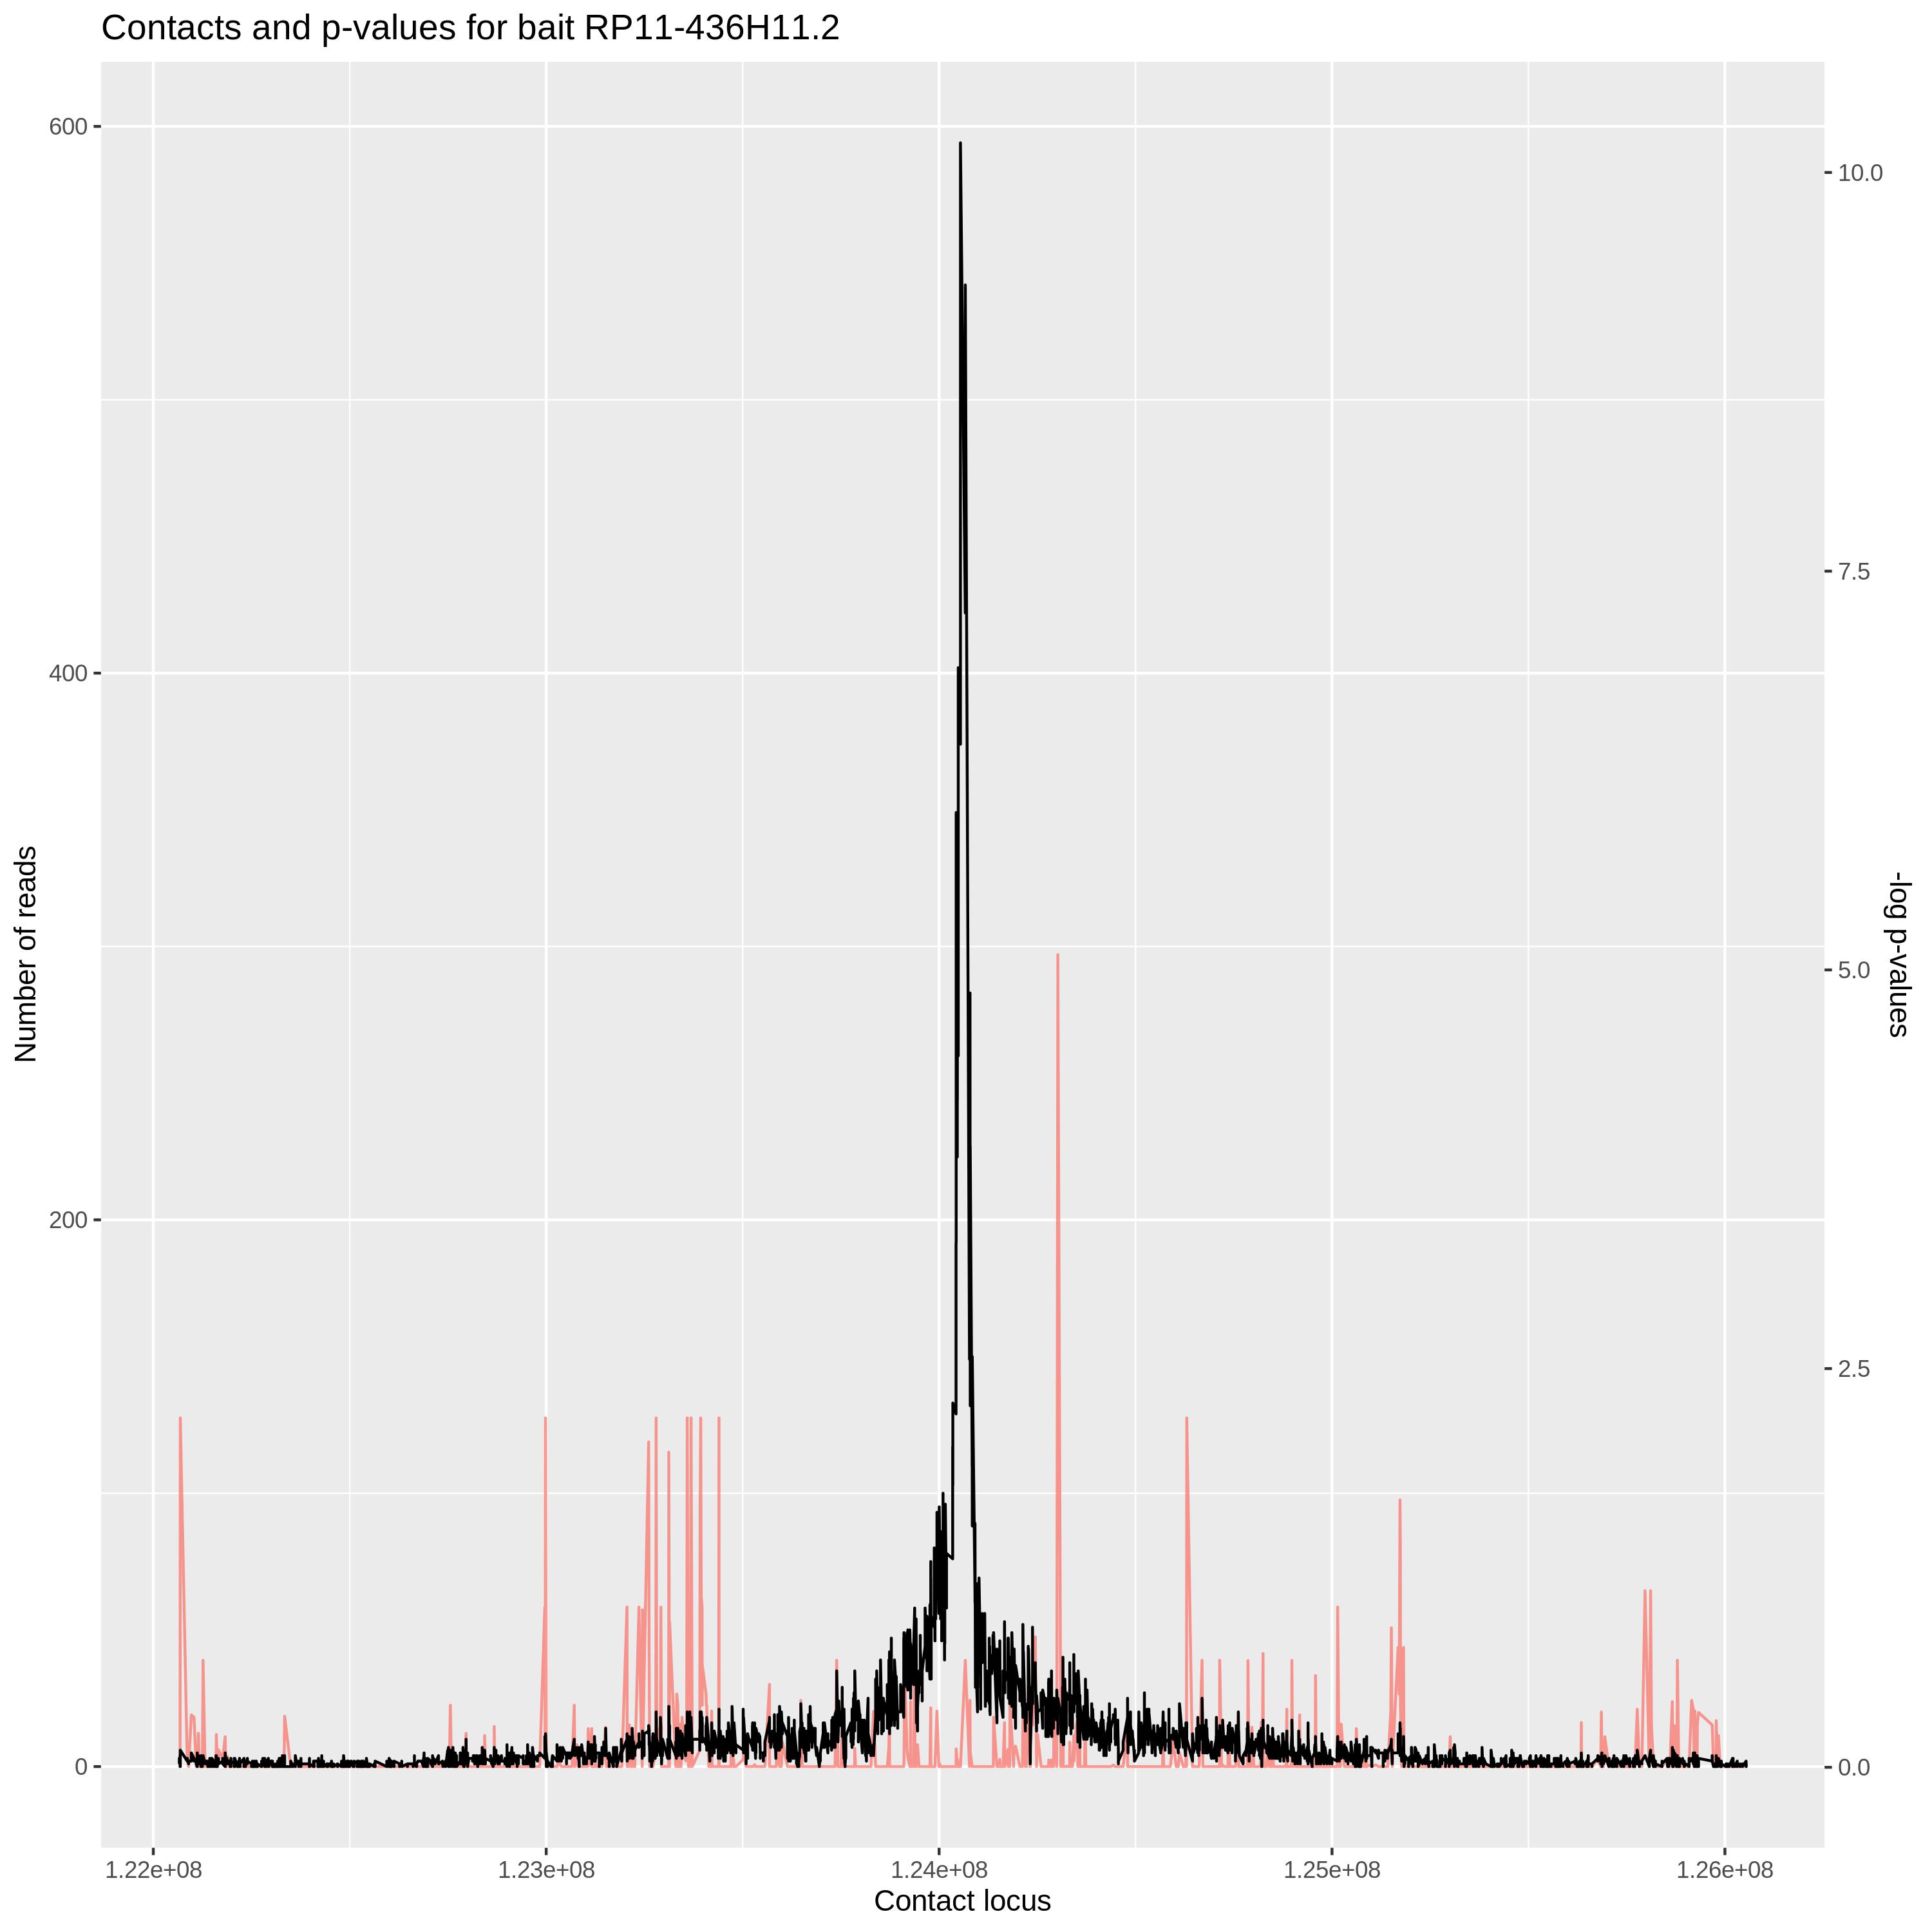 Contacts and p-values for bait RP11-436H11.2
600
400
200
0
10.0
7.5
5.0
2.5
0.0
Number of reads
-log p-values
1.22e+08
1.23e+08
1.24e+08
1.25e+08
1.26e+08
Contact locus